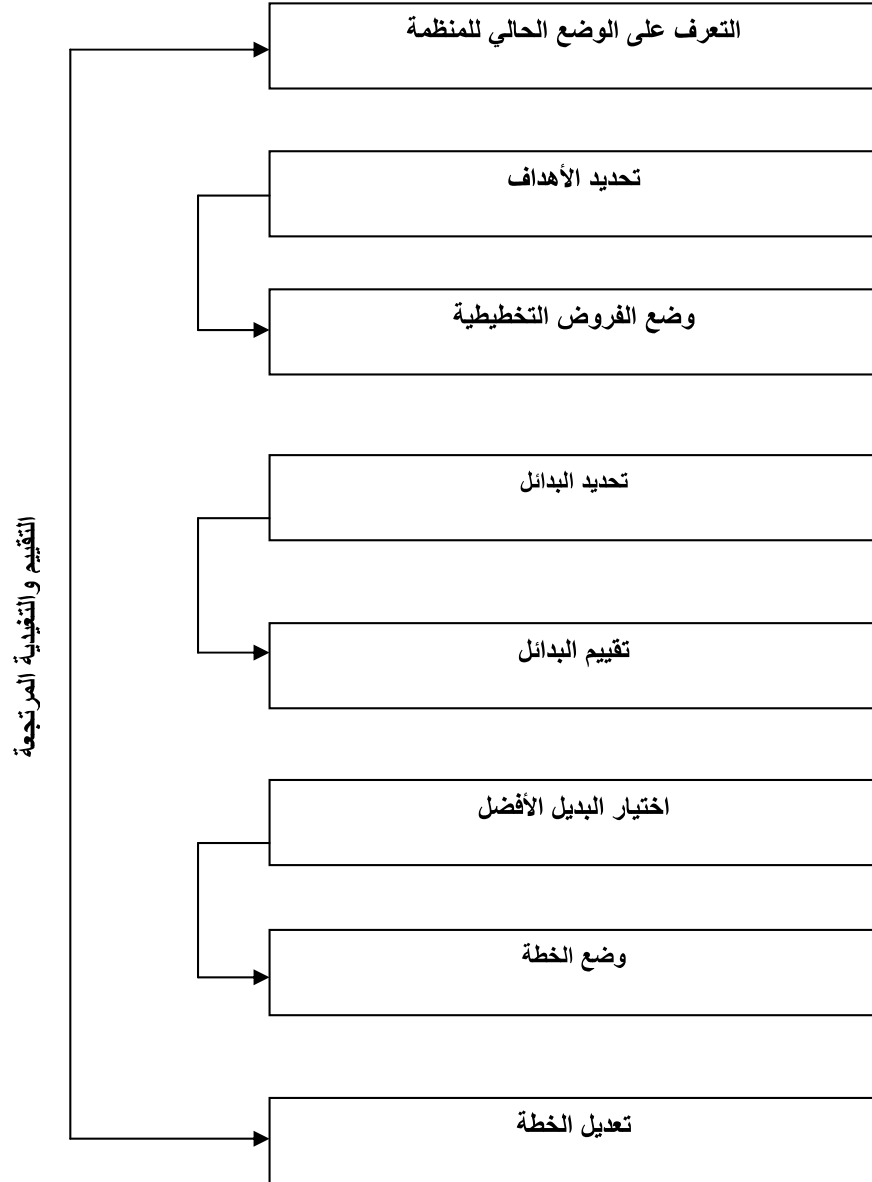 التعرف على الوضع الحالي للمنظمة
تحديد الأهداف
وضع الفروض التخطيطية
تحديد البدائل
تقييم البدائل
اختيار البديل الأفضل
وضع الخطة
تعديل الخطة
التقييم والتغيدية المرتجعة